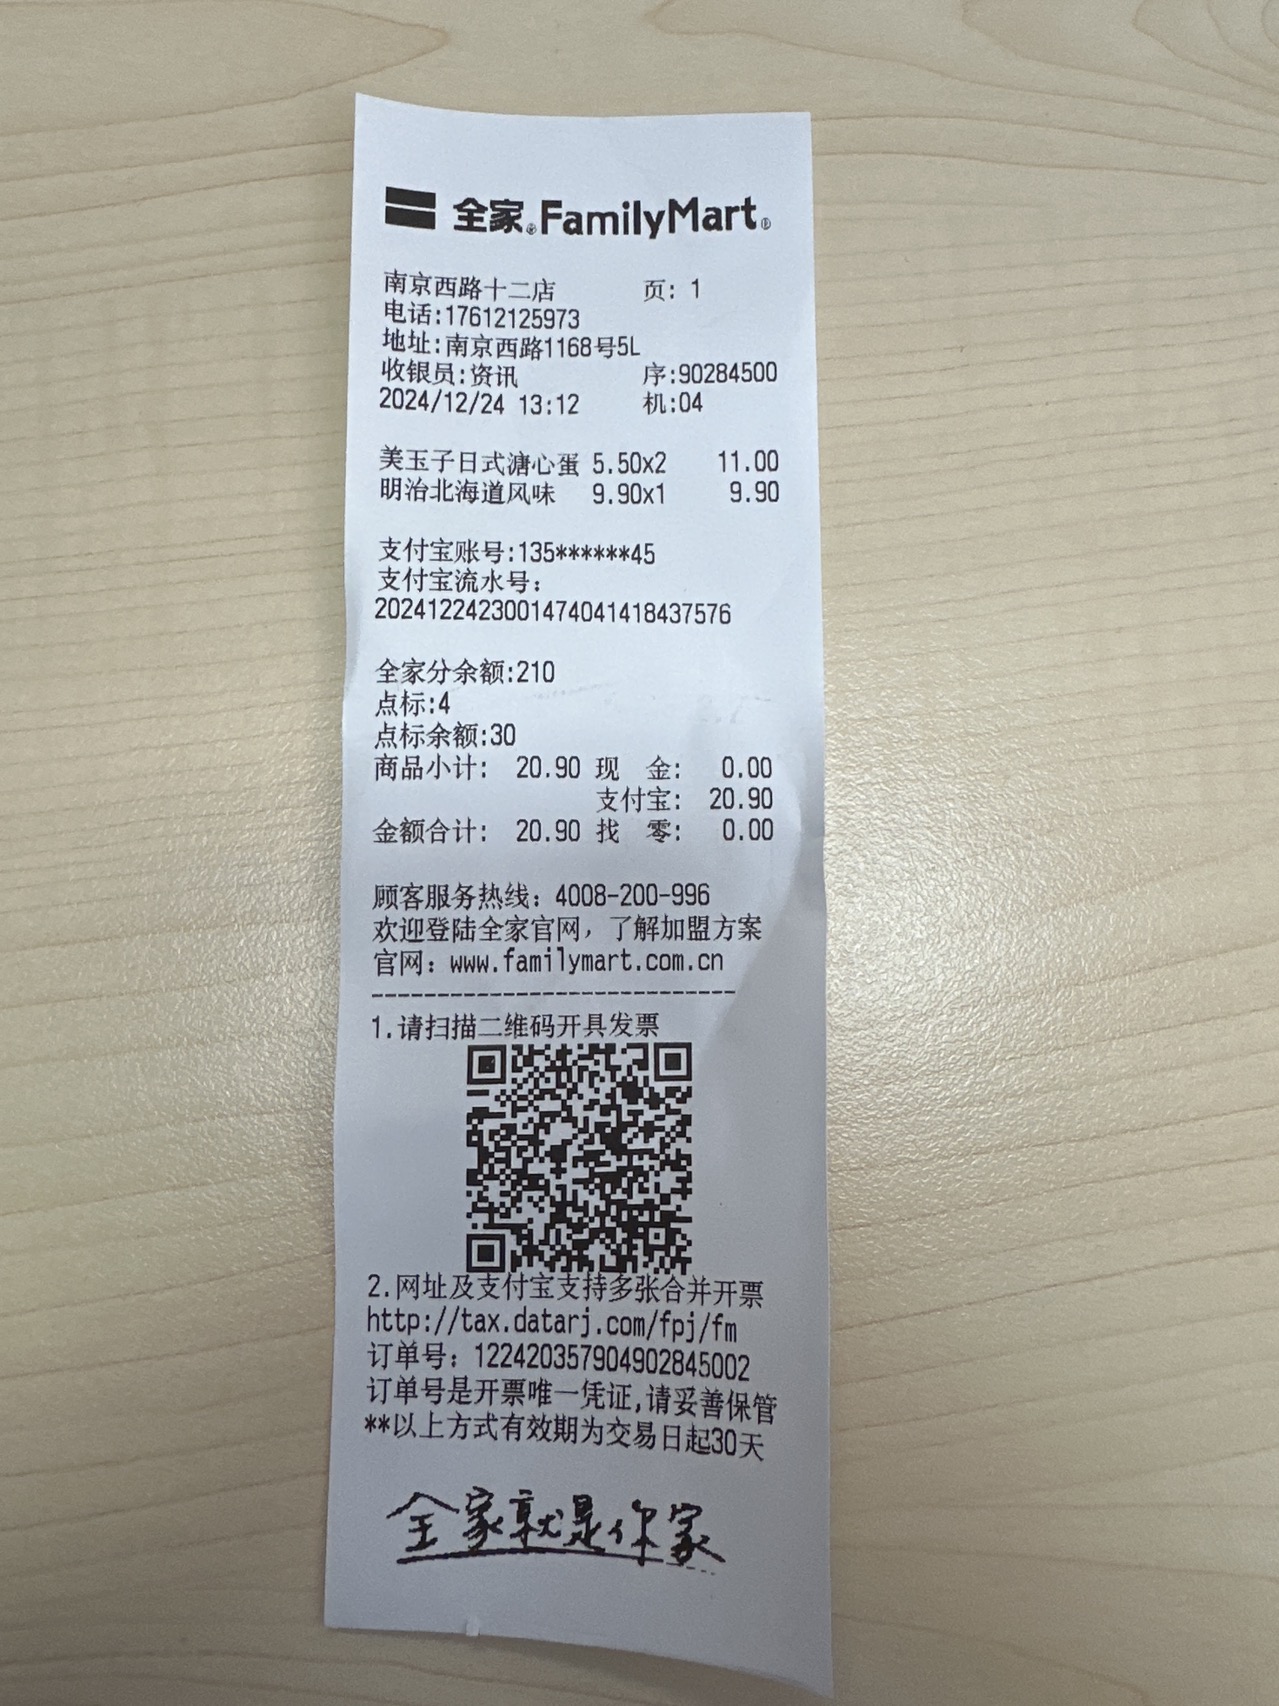 全家®FamilyMart®
南京西路十二店 页: 1
电话:17612125973
地址:南京西路1168号5L
收银员:资讯 序:90284500
2024/12/24 13:12 机:04
美玉子日式溏心蛋 5.50x2 11.00
明治北海道风味 9.90x1 9.90
支付宝账号:135******45
支付宝流水号:
2024122423001474041418437576
全家分余额:210
点标:4
点标余额:30
商品小计: 20.90 现 金: 0.00
支付宝: 20.90
金额合计: 20.90 找 零: 0.00
顾客服务热线: 4008-200-996
欢迎登陆全家官网, 了解加盟方案
官网: www.familymart.com.cn
----------------------------
1.请扫描二维码开具发票
2.网址及支付宝支持多张合并开票
http://tax.datarj.com/fpj/fm
订单号: 122420357904902845002
订单号是开票唯一凭证,请妥善保管
**以上方式有效期为交易日起30天
全家就是你家